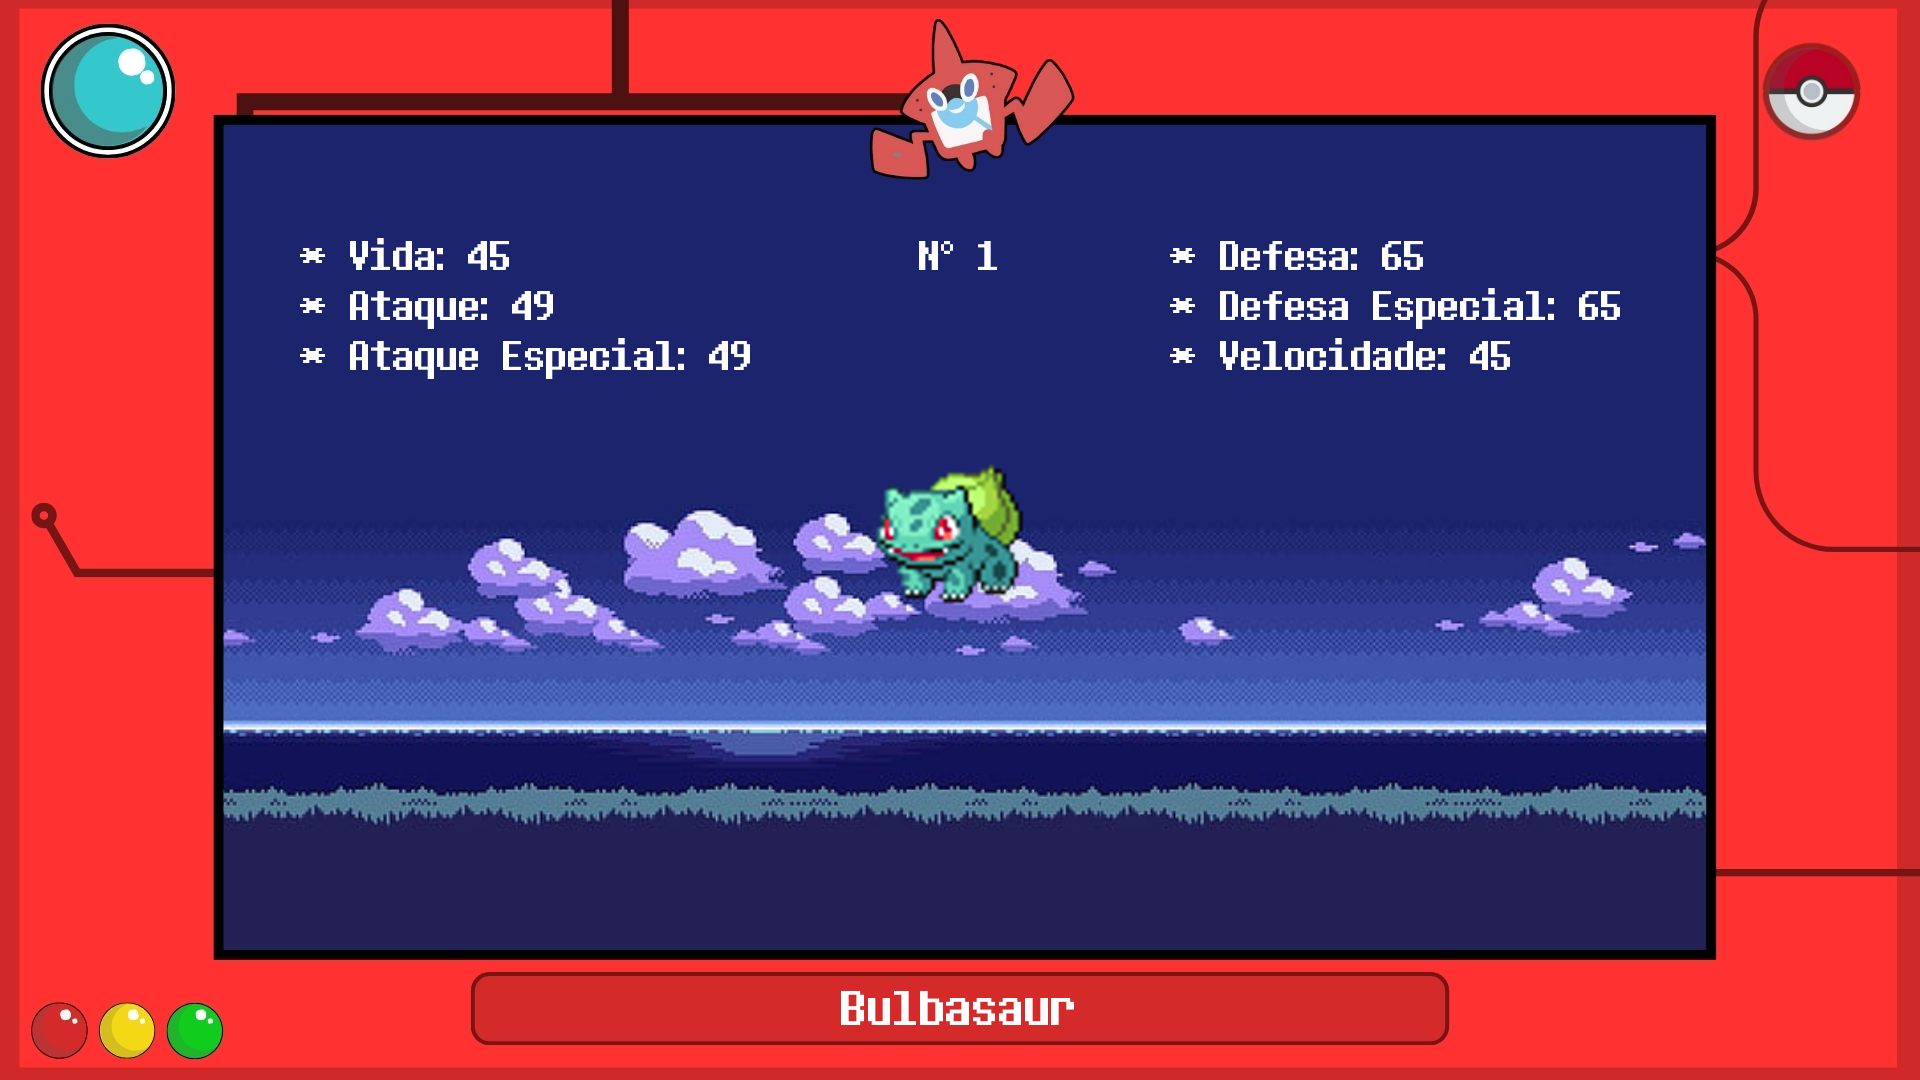 * Vida: 45
* Ataque: 49
* Ataque Especial: 49
N° 1
* Defesa: 65
* Defesa Especial: 65
* Velocidade: 45
Bulbasaur